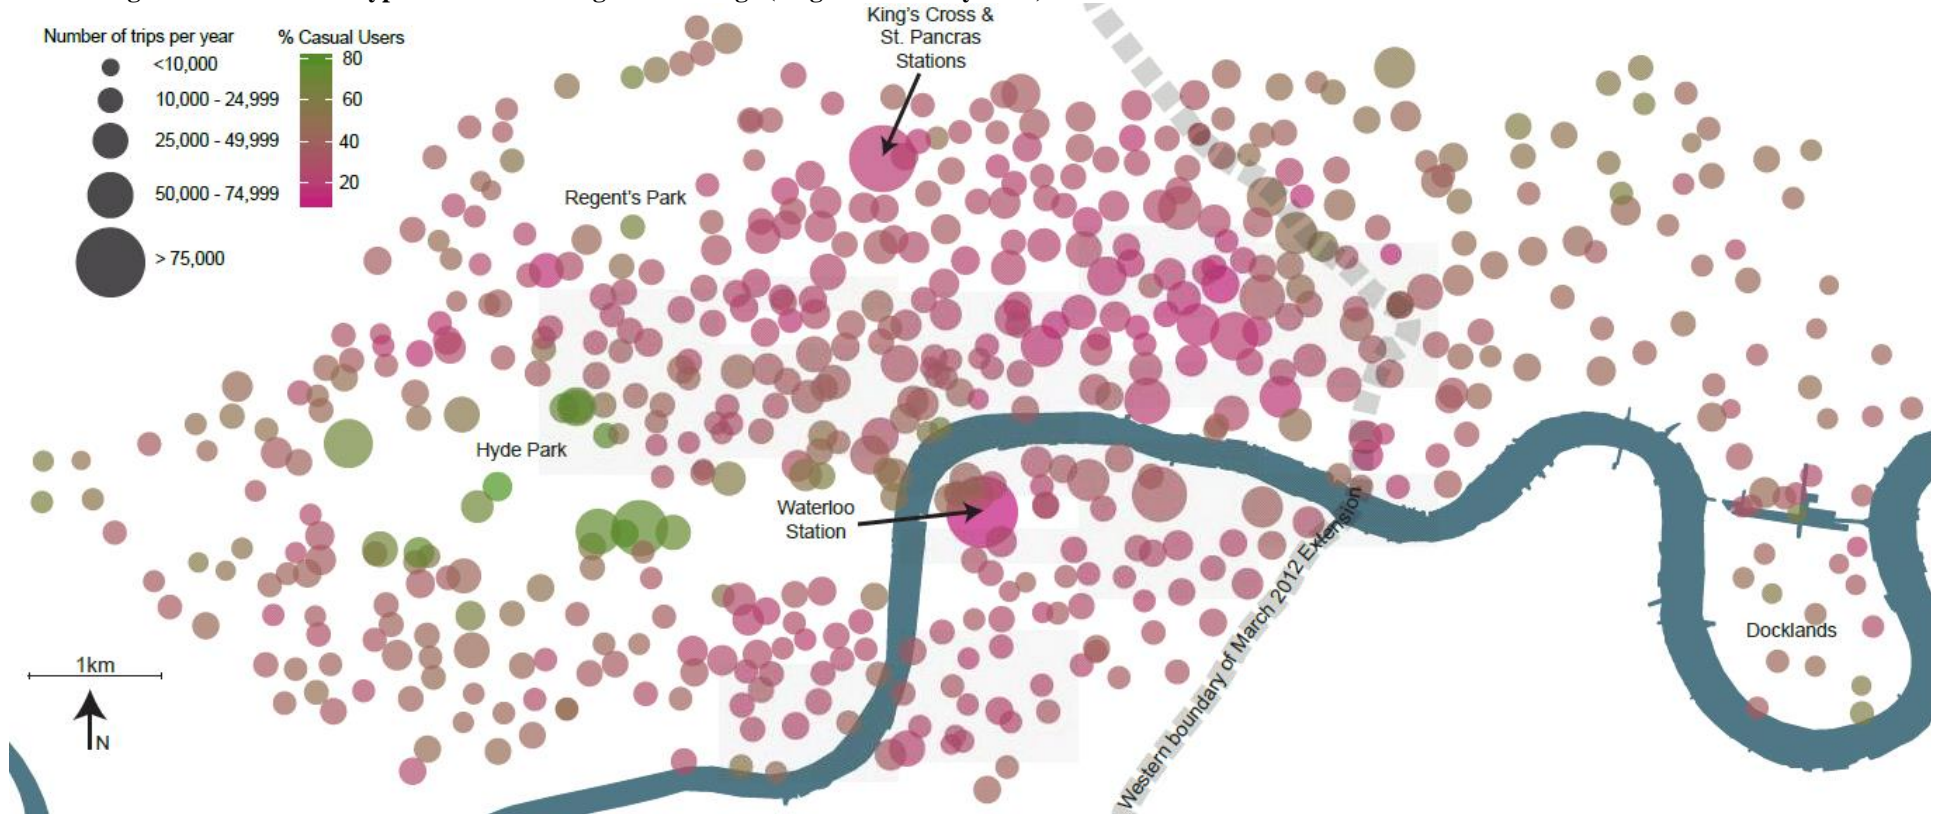 Number of trips per year
<10,000
10,000 - 24,999
25,000 - 49,999
50,000 - 74,999
> 75,000
% Casual Users
80
60
40
20
King's Cross &
St. Pancras
Stations
Regent's Park
Hyde Park
Waterloo
Station
Western boundary of March 2012 Extension
Docklands
1km
N